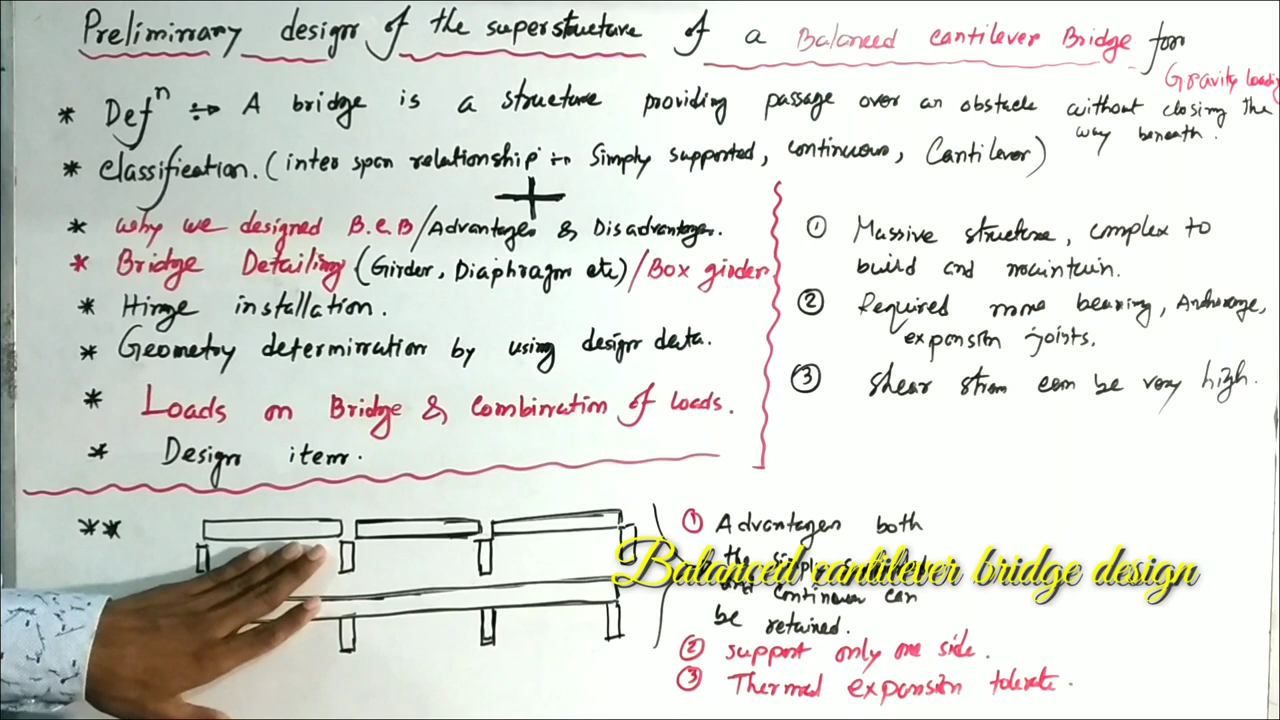 Preliminary design of the superstructure of a Balanced cantilever Bridge for
Gravity loading
* Defn ÷→ A bridge is a structure providing passage over an obstacle without closing the
way beneath.
* Classification. (inter span relationship :- Simply supported, continuous, Cantilever)
* Why we designed B.C.B/Advantages & Disadvantages.
* Bridge Detailing (Girder, Diaphragm etc)/Box girder
* Hinge installation.
* Geometry determination by using design data.
* Loads on Bridge & combination of loads.
* Design item.
① Massive structure, complex to
build and maintain.
② Required more bearing, Anchorage,
expansion joints.
③ shear strom can be very high.
**
① Advantages both
the simply supported
and continuous can
be retained.
② support only one side.
③ Thermal expansion tolerate.
Balanced cantilever bridge design